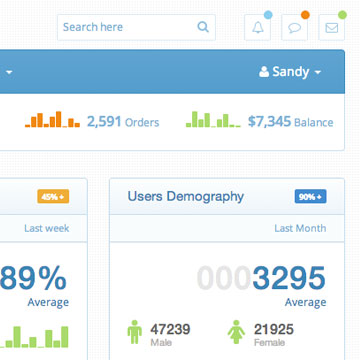 Search here
Sandy
2,591 Orders
$7,345 Balance
45% +
Users Demography
90% +
Last week
Last Month
89%
0003295
Average
Average
47239
Male
21925
Female